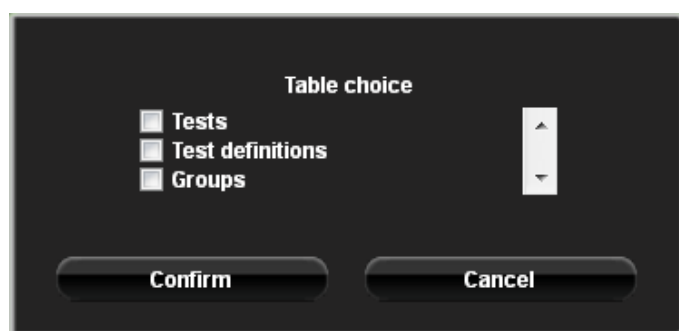 Table choice
Tests
Test definitions
Groups
Confirm
Cancel